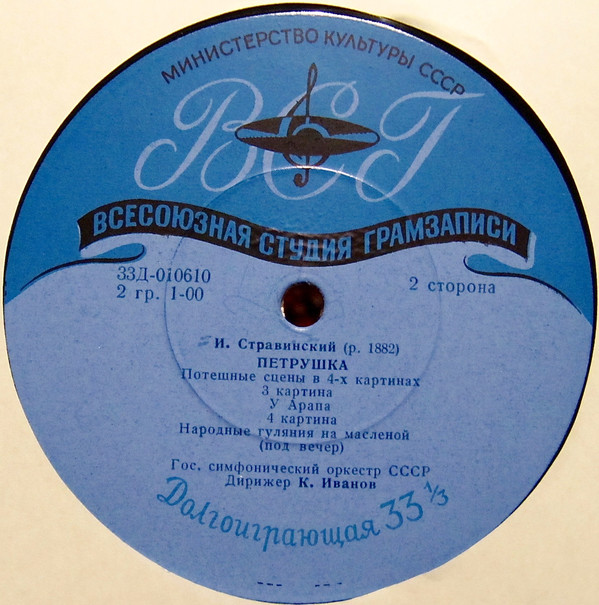 МИНИСТЕРСТВО КУЛЬТУРЫ СССР
ВСГ
ВСЕСОЮЗНАЯ СТУДИЯ ГРАМЗАПИСИ
33Д-010610
2 гр. 1-00
2 сторона
И. Стравинский (р. 1882)
ПЕТРУШКА
Потешные сцены в 4-х картинах
3 картина
У Арапа
4 картина
Народные гуляния на масленой
(под вечер)
Гос. симфонический оркестр СССР
Дирижер К. Иванов
Долгоиграющая 33 1/3